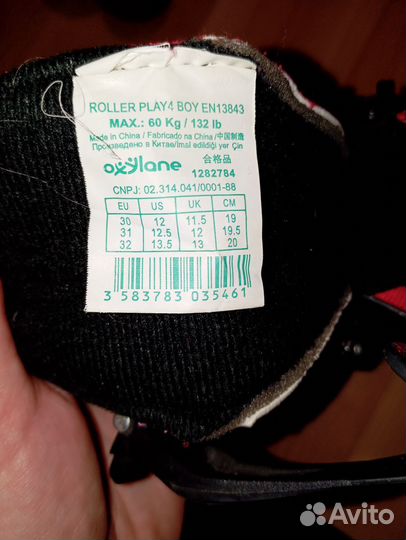 ROLLER PLAY4 BOY EN13843
MAX.: 60 Kg / 132 lb
Made in China / Fabricado na China / 中国制造
Произведено в Китае/İmal edildiği yer Çin
oxylane 合格品
1282784
CNPJ: 02.314.041/0001-88
EU US UK CM
30 12 11.5 19
31 12.5 12 19.5
32 13.5 13 20
3 583783 035461
Avito